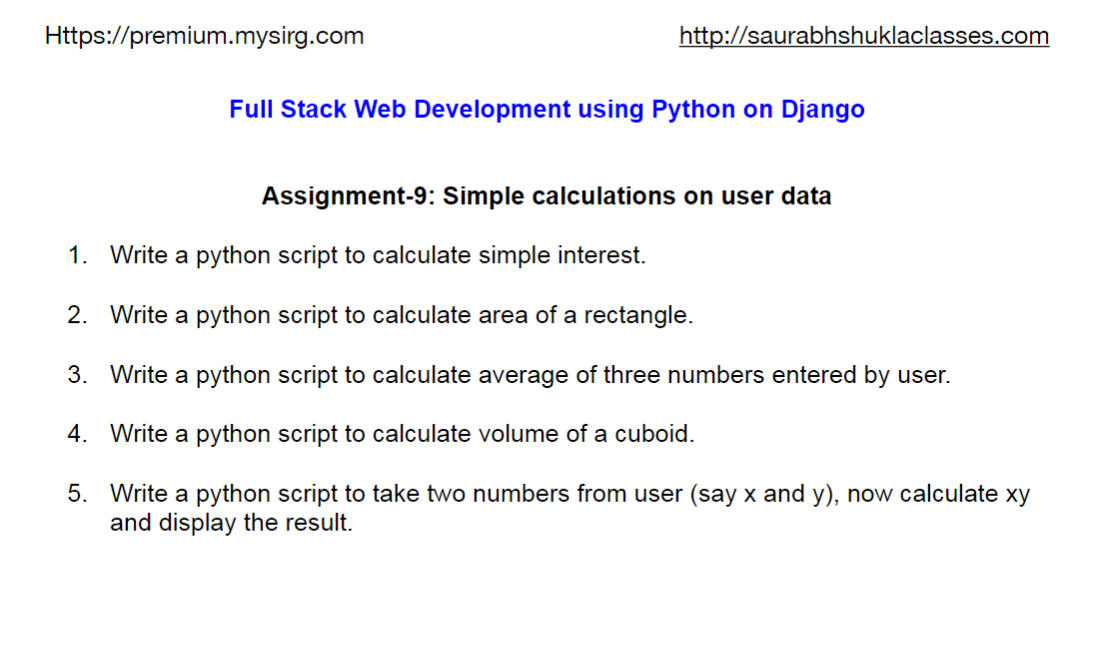 Https://premium.mysirg.com http://saurabhshuklaclasses.com
Full Stack Web Development using Python on Django
Assignment-9: Simple calculations on user data
1. Write a python script to calculate simple interest.
2. Write a python script to calculate area of a rectangle.
3. Write a python script to calculate average of three numbers entered by user.
4. Write a python script to calculate volume of a cuboid.
5. Write a python script to take two numbers from user (say x and y), now calculate xy
and display the result.